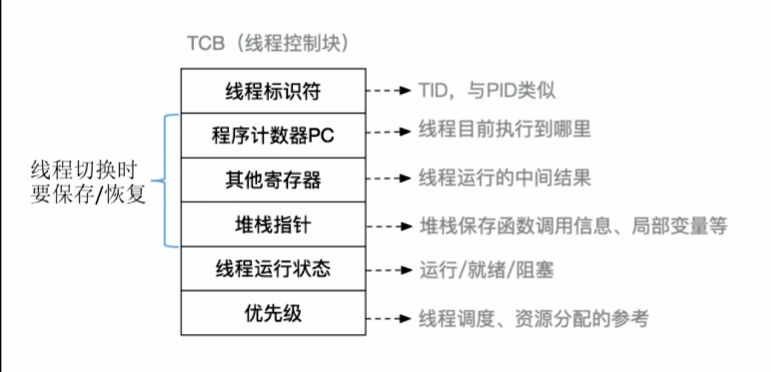 TCB（线程控制块）
线程标识符 TID，与PID类似
程序计数器PC 线程目前执行到哪里
线程切换时
要保存/恢复
其他寄存器 线程运行的中间结果
堆栈指针 堆栈保存函数调用信息、局部变量等
线程运行状态 运行/就绪/阻塞
优先级 线程调度、资源分配的参考